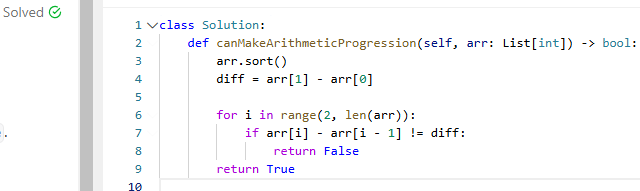 Solved
1 class Solution:
2     def canMakeArithmeticProgression(self, arr: List[int]) -> bool:
3         arr.sort()
4         diff = arr[1] - arr[0]
5
6         for i in range(2, len(arr)):
7             if arr[i] - arr[i - 1] != diff:
8                 return False
9         return True
10
.